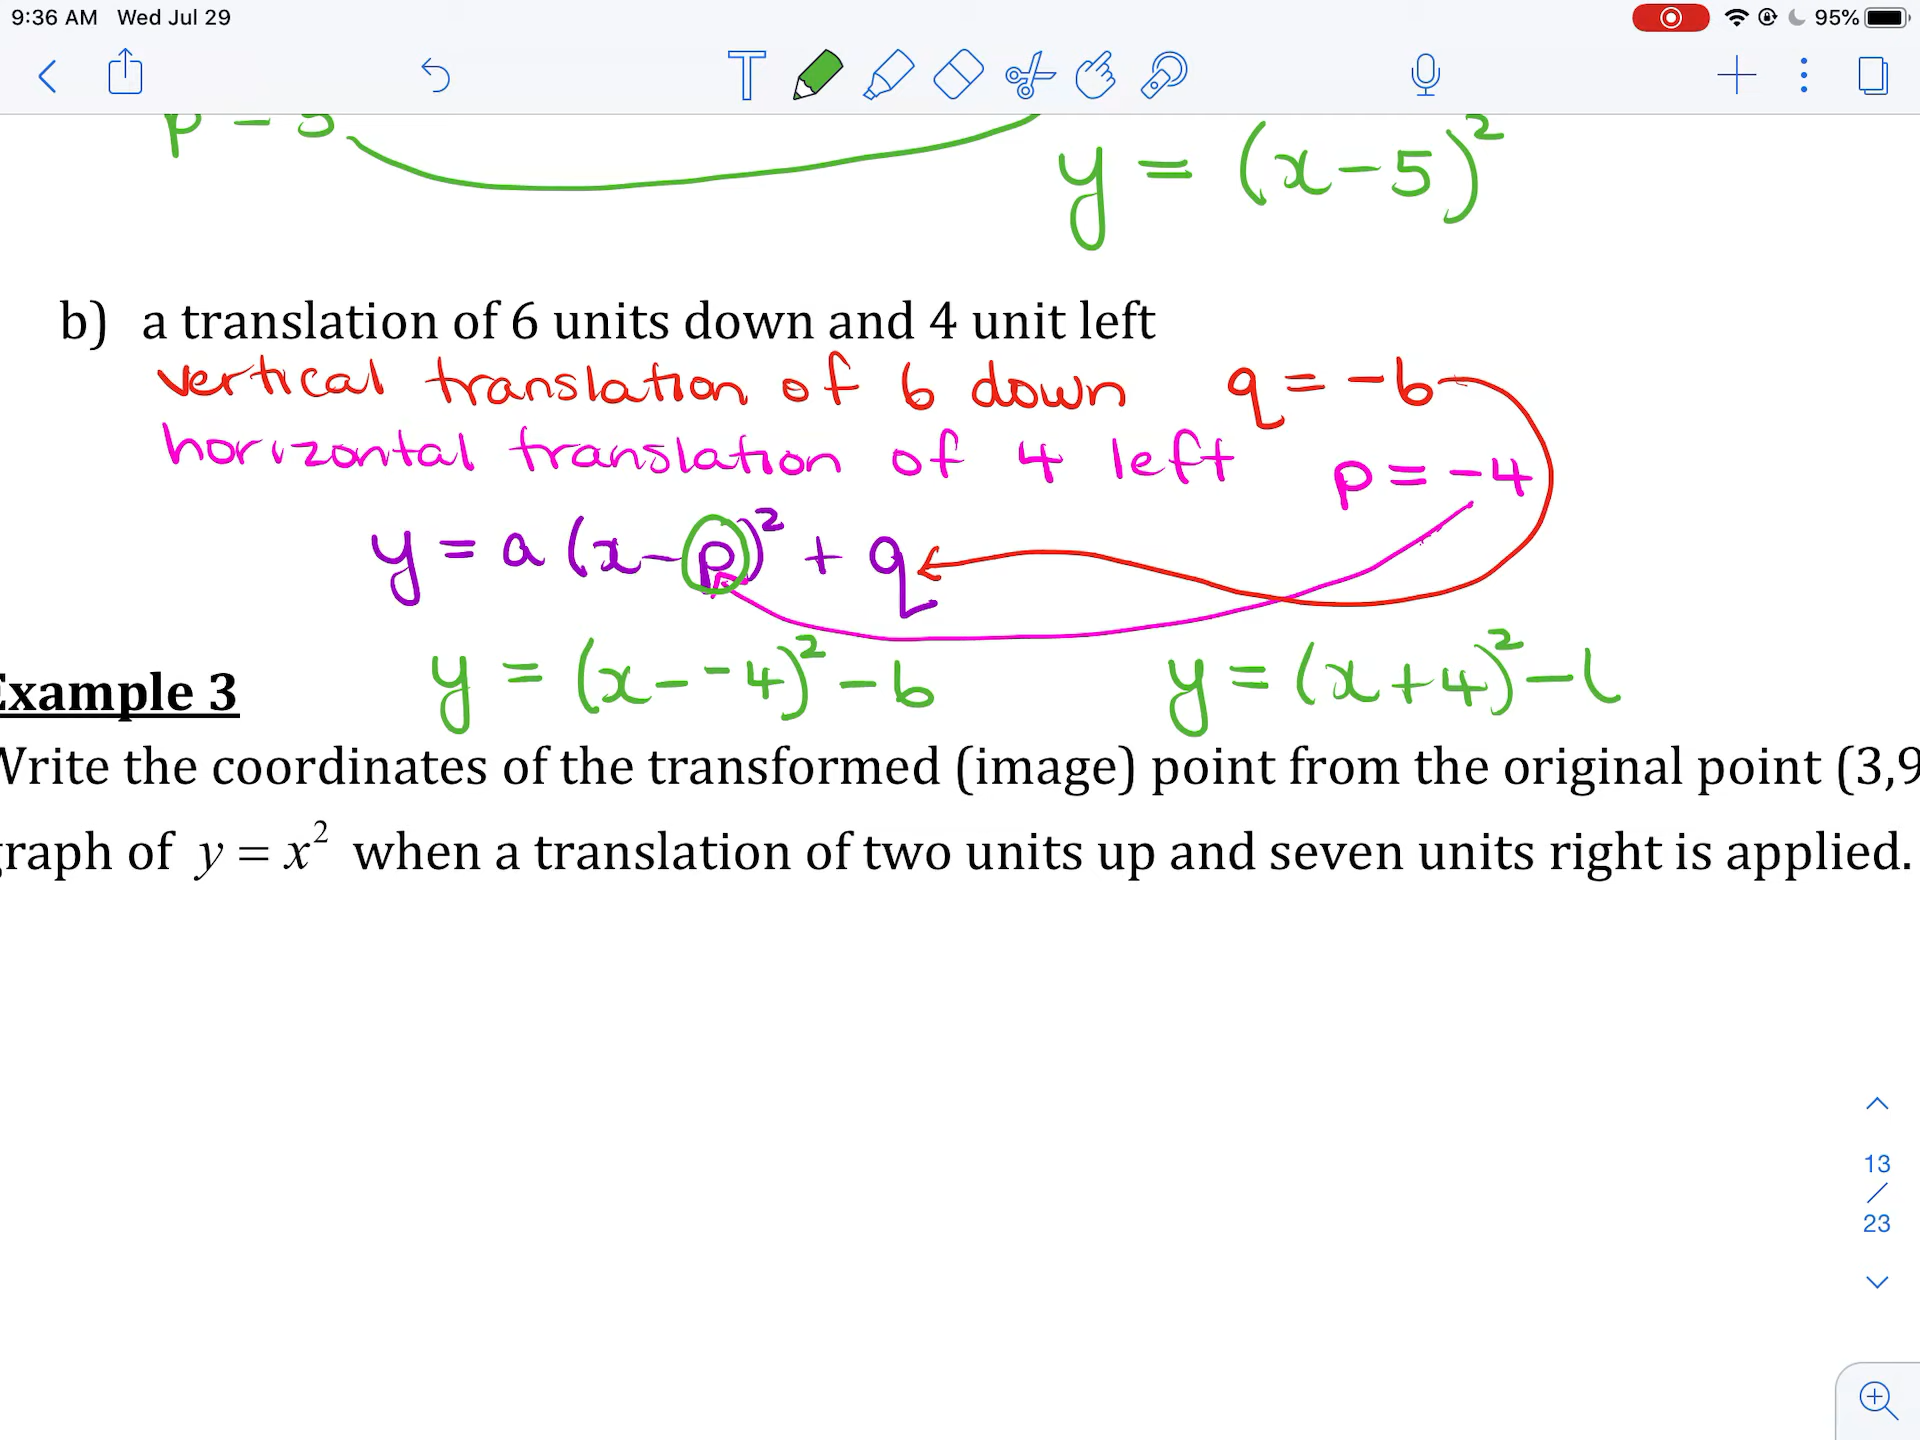 9:36 AM Wed Jul 29
95%
T
y = (x-5)²
b) a translation of 6 units down and 4 unit left
vertical translation of 6 down q = -6
horizontal translation of 4 left p = -4
y = a (x-p)² + q
y = (x--4)² -6 y = (x+4)² -
Example 3
Write the coordinates of the transformed (image) point from the original point (3,9
graph of y = x² when a translation of two units up and seven units right is applied.
13
/
23